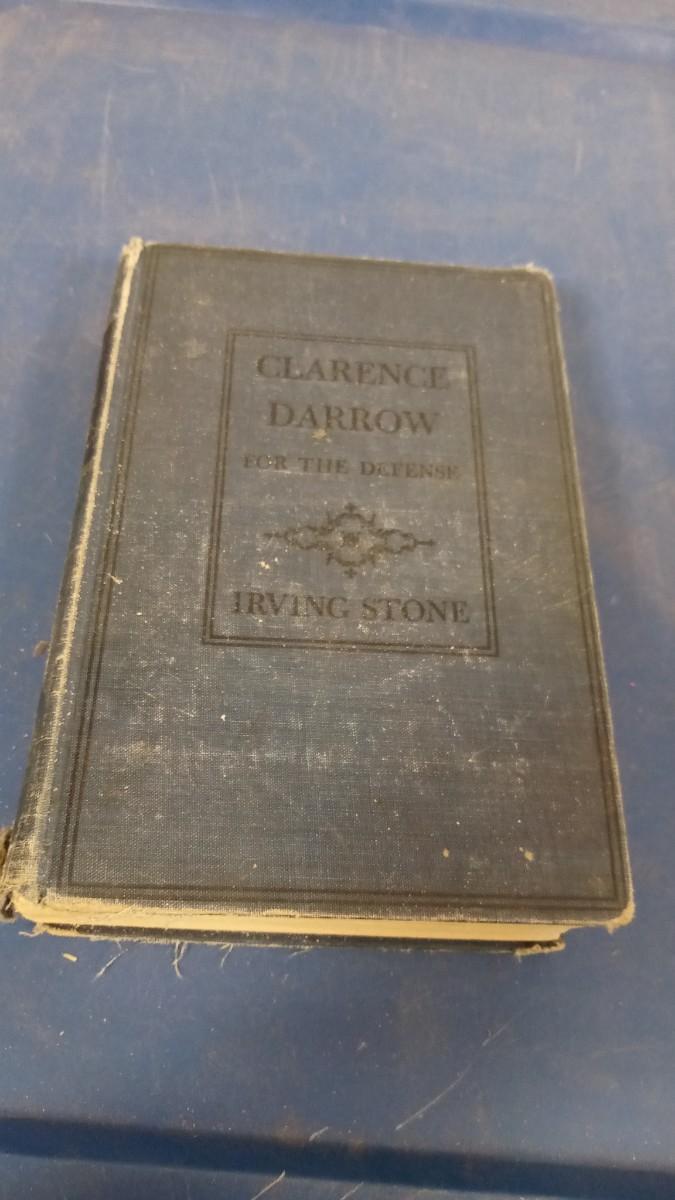 CLARENCE
DARROW
FOR THE DEFENSE
IRVING STONE